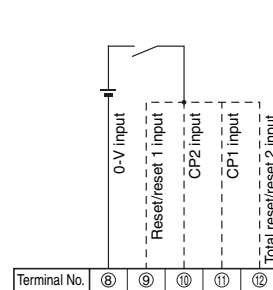 0-V input
Reset/reset 1 input
CP2 input
CP1 input
Total reset/reset 2 input
Terminal No. ⑧ ⑨ ⑩ ⑪ ⑫